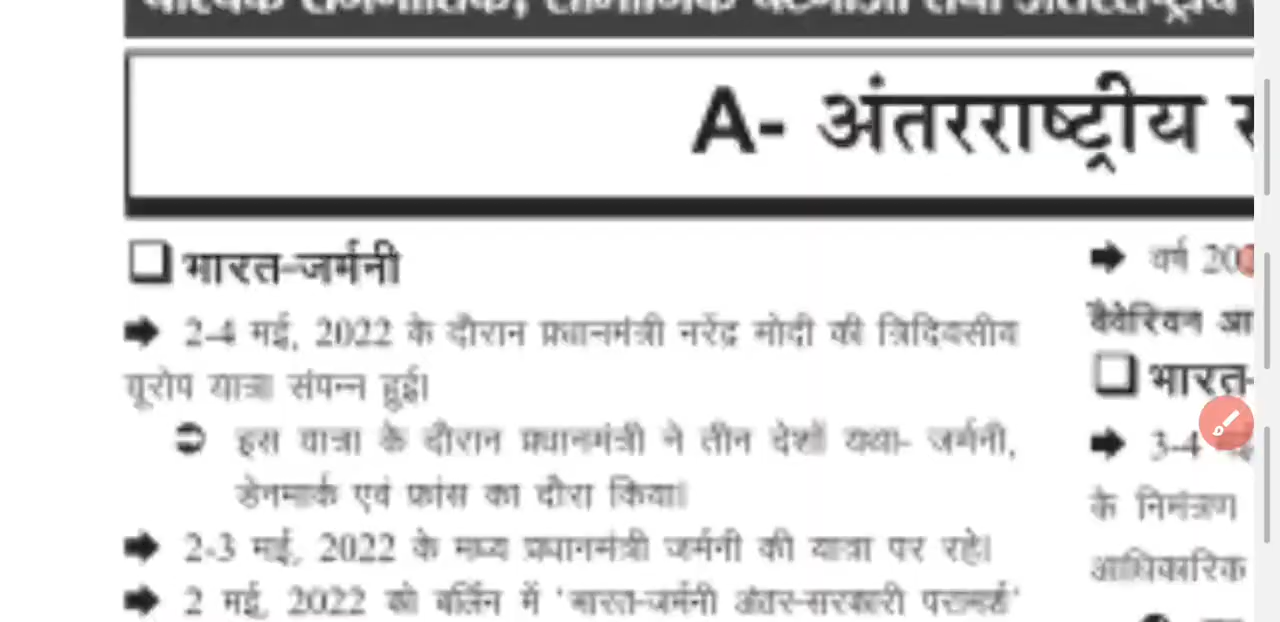 A- अंतरराष्ट्रीय
❑ भारत-जर्मनी
➡ 2-4 मई, 2022 के दौरान प्रधानमंत्री नरेंद्र मोदी की त्रिदिवसीय
यूरोप यात्रा संपन्न हुई।
➲ इस यात्रा के दौरान प्रधानमंत्री ने तीन देशों यथा- जर्मनी,
डेनमार्क एवं फ्रांस का दौरा किया।
➡ 2-3 मई, 2022 के मध्य प्रधानमंत्री जर्मनी की यात्रा पर रहे।
➡ 2 मई, 2022 को बर्लिन में 'भारत-जर्मनी अंतर-सरकारी परामर्श'
➡ वर्ष
❑ भारत-
➡ 3-4
के निमंत्रण
आधिकारिक